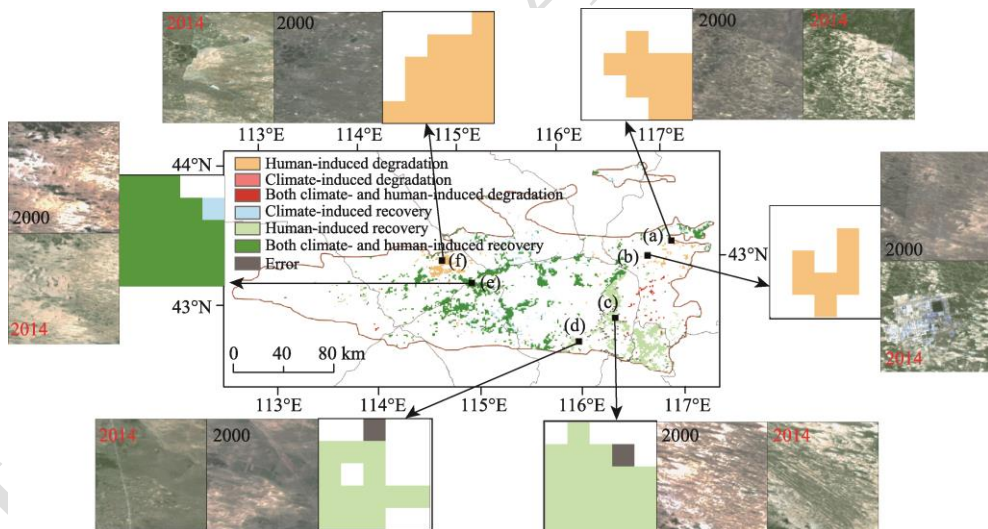 2014
2000
2000
2014
113°E 114°E 115°E 116°E 117°E
44°N
Human-induced degradation
Climate-induced degradation
Both climate- and human-induced degradation
Climate-induced recovery
Human-induced recovery
Both climate- and human-induced recovery
Error
2000
2014
43°N
43°N
(a)
(b)
(c)
(d)
(e)
(f)
0 40 80 km
2000
2014
113°E 114°E 115°E 116°E 117°E
2014
2000
2000
2014